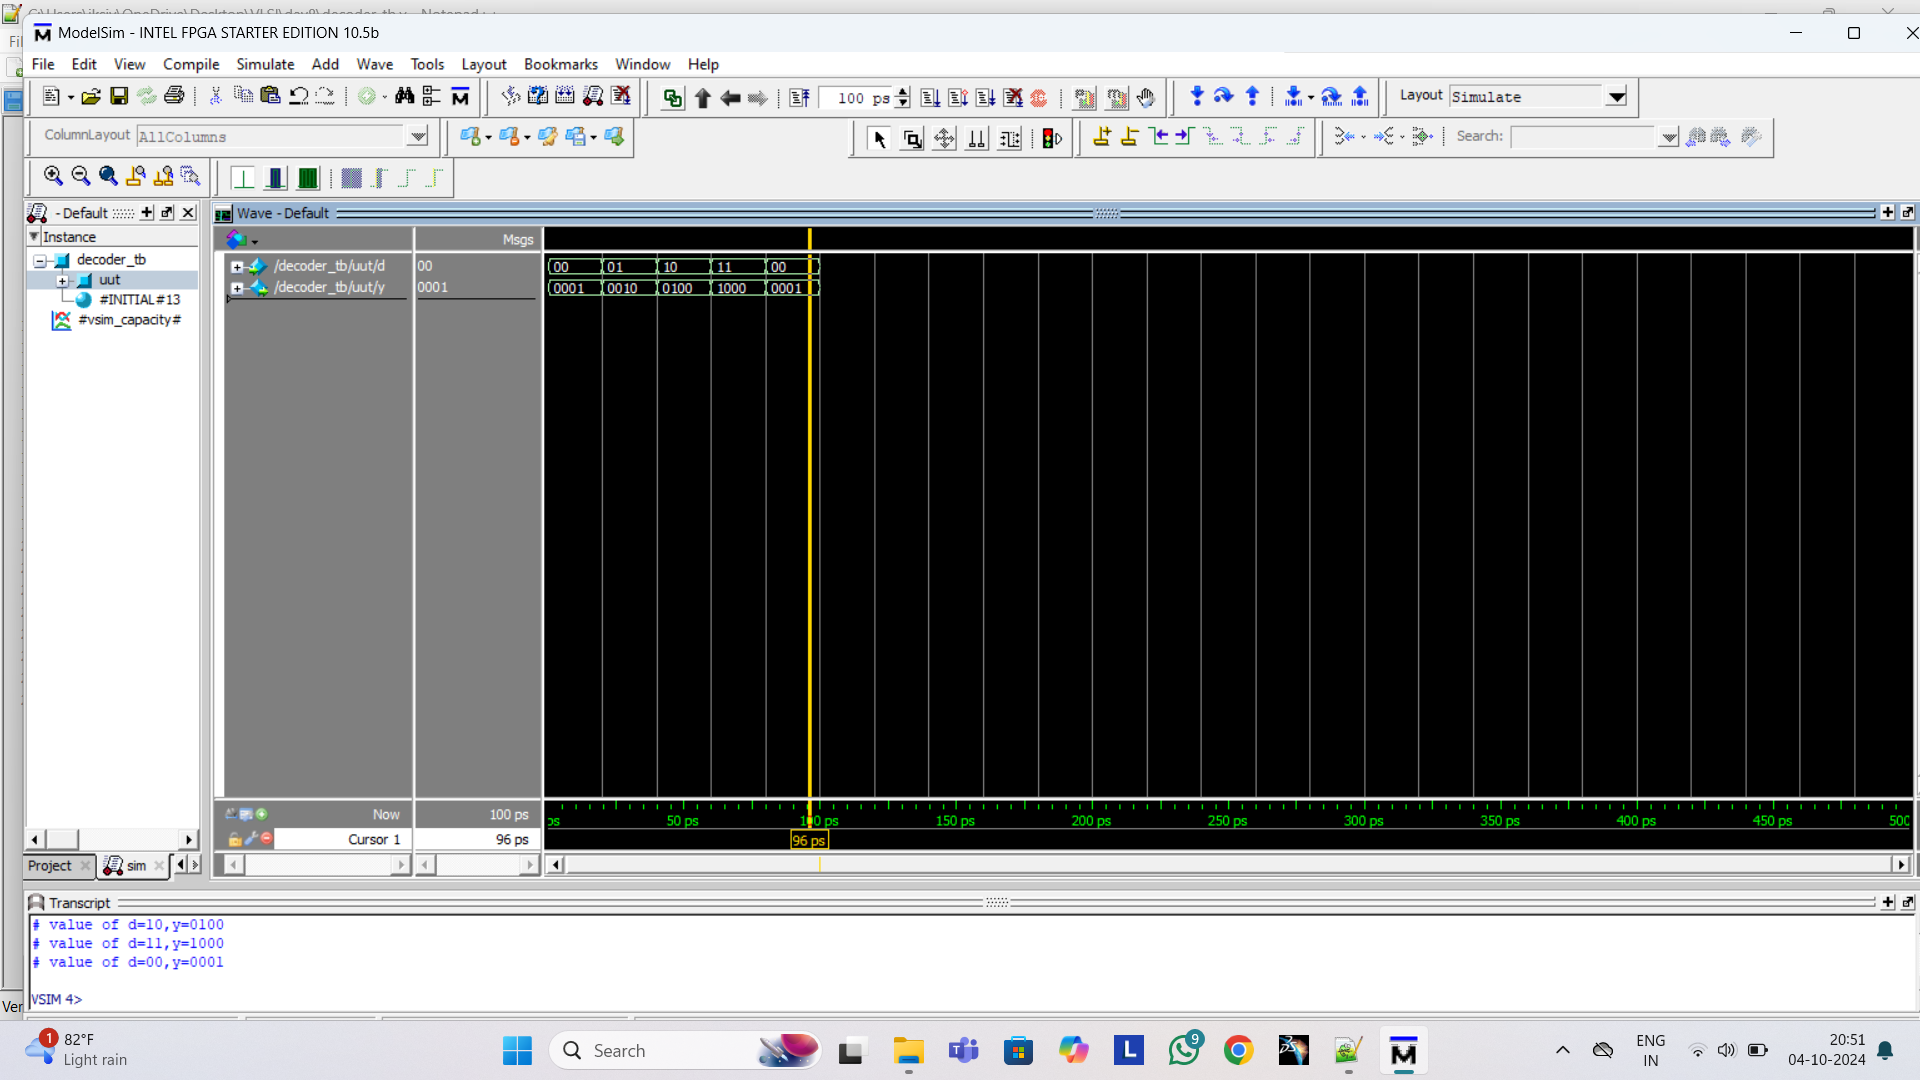 ModelSim - INTEL FPGA STARTER EDITION 10.5b
File Edit View Compile Simulate Add Wave Tools Layout Bookmarks Window Help
100 ps
Layout Simulate
ColumnLayout AllColumns
Search:
- Default
Wave - Default
Instance
Msgs
decoder_tb
uut
#INITIAL#13
#vsim_capacity#
/decoder_tb/uut/d 00 00 01 10 11 00
/decoder_tb/uut/y 0001 0001 0010 0100 1000 0001
Now 100 ps
ps 50 ps 100 ps 150 ps 200 ps 250 ps 300 ps 350 ps 400 ps 450 ps 500
Cursor 1 96 ps
96 ps
Project sim
Transcript
# value of d=10,y=0100
# value of d=11,y=1000
# value of d=00,y=0001
VSIM 4>
Ver
1
82°F
Light rain
Search
L
9
ENG
IN
20:51
04-10-2024